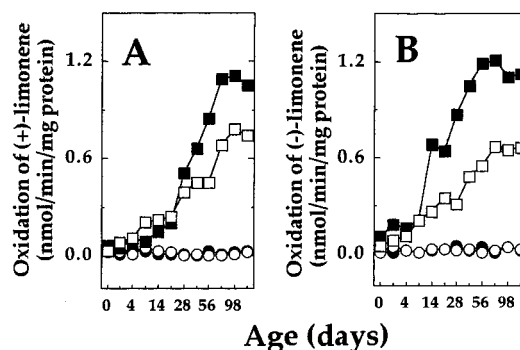 Oxidation of (+)-limonene
(nmol/min/mg protein)
A
1.2
0.6
0.0
0 4 14 28 56 98
Oxidation of (-)-limonene
(nmol/min/mg protein)
B
1.2
0.6
0.0
0 4 14 28 56 98
Age (days)